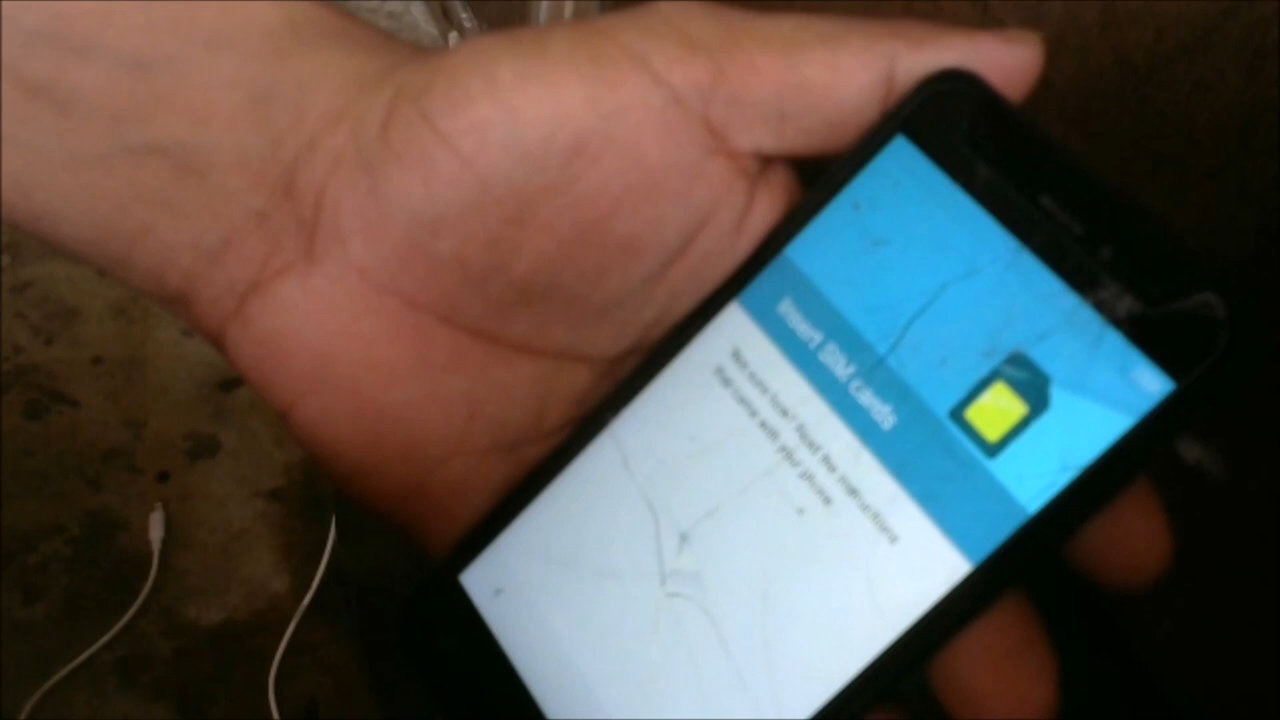 Insert SIM cards
Not sure how? Read the instructions
that came with your phone.